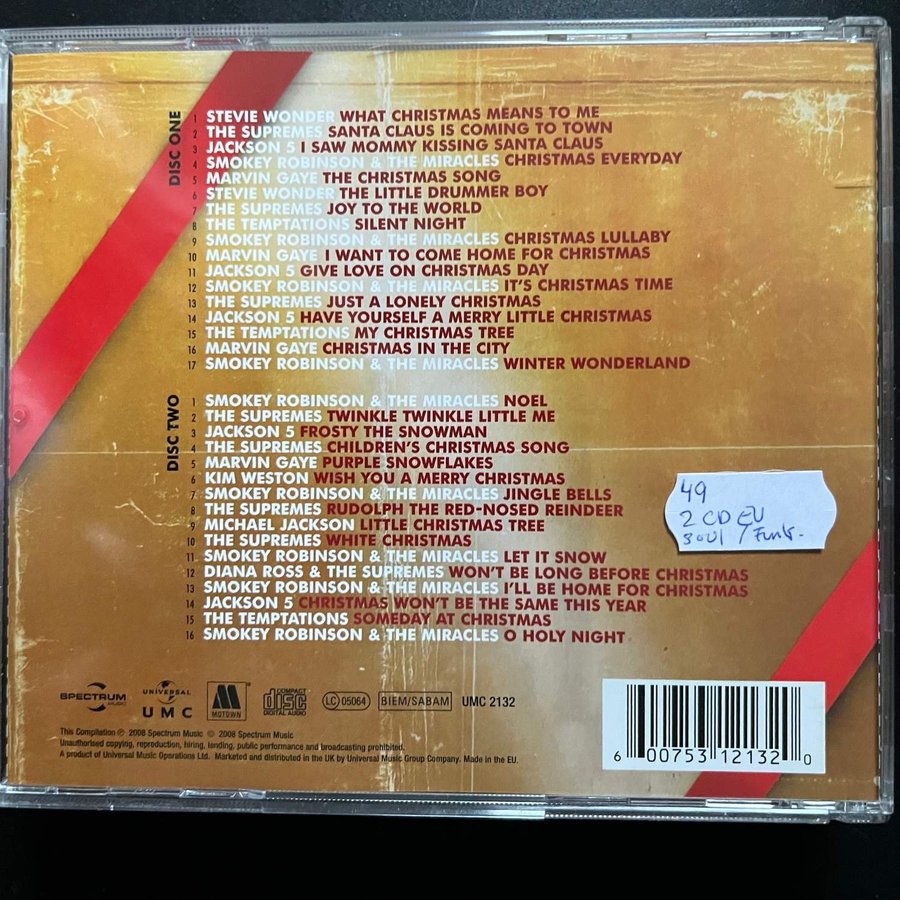 DISC ONE
1 STEVIE WONDER WHAT CHRISTMAS MEANS TO ME
2 THE SUPREMES SANTA CLAUS IS COMING TO TOWN
3 JACKSON 5 I SAW MOMMY KISSING SANTA CLAUS
4 SMOKEY ROBINSON & THE MIRACLES CHRISTMAS EVERYDAY
5 MARVIN GAYE THE CHRISTMAS SONG
6 STEVIE WONDER THE LITTLE DRUMMER BOY
7 THE SUPREMES JOY TO THE WORLD
8 THE TEMPTATIONS SILENT NIGHT
9 SMOKEY ROBINSON & THE MIRACLES CHRISTMAS LULLABY
10 MARVIN GAYE I WANT TO COME HOME FOR CHRISTMAS
11 JACKSON 5 GIVE LOVE ON CHRISTMAS DAY
12 SMOKEY ROBINSON & THE MIRACLES IT'S CHRISTMAS TIME
13 THE SUPREMES JUST A LONELY CHRISTMAS
14 JACKSON 5 HAVE YOURSELF A MERRY LITTLE CHRISTMAS
15 THE TEMPTATIONS MY CHRISTMAS TREE
16 MARVIN GAYE CHRISTMAS IN THE CITY
17 SMOKEY ROBINSON & THE MIRACLES WINTER WONDERLAND
DISC TWO
1 SMOKEY ROBINSON & THE MIRACLES NOEL
2 THE SUPREMES TWINKLE TWINKLE LITTLE ME
3 JACKSON 5 FROSTY THE SNOWMAN
4 THE SUPREMES CHILDREN'S CHRISTMAS SONG
5 MARVIN GAYE PURPLE SNOWFLAKES
6 KIM WESTON WISH YOU A MERRY CHRISTMAS
7 SMOKEY ROBINSON & THE MIRACLES JINGLE BELLS
8 THE SUPREMES RUDOLPH THE RED-NOSED REINDEER
9 MICHAEL JACKSON LITTLE CHRISTMAS TREE
10 THE SUPREMES WHITE CHRISTMAS
11 SMOKEY ROBINSON & THE MIRACLES LET IT SNOW
12 DIANA ROSS & THE SUPREMES WON'T BE LONG BEFORE CHRISTMAS
13 SMOKEY ROBINSON & THE MIRACLES I'LL BE HOME FOR CHRISTMAS
14 JACKSON 5 CHRISTMAS WON'T BE THE SAME THIS YEAR
15 THE TEMPTATIONS SOMEDAY AT CHRISTMAS
16 SMOKEY ROBINSON & THE MIRACLES O HOLY NIGHT
49
2 CD EU
Soul / Funk.
SPECTRUM MUSIC
UNIVERSAL
UMC
M MOTOWN
COMPACT disc DIGITAL AUDIO
LC 05064
BIEM/SABAM
UMC 2132
This Compilation ℗ 2008 Spectrum Music © 2008 Spectrum Music
Unauthorised copying, reproduction, hiring, lending, public performance and broadcasting prohibited.
A product of Universal Music Operations Ltd. Marketed and distributed in the UK by Universal Music Group Company. Made in the EU.
6 00753 12132 0